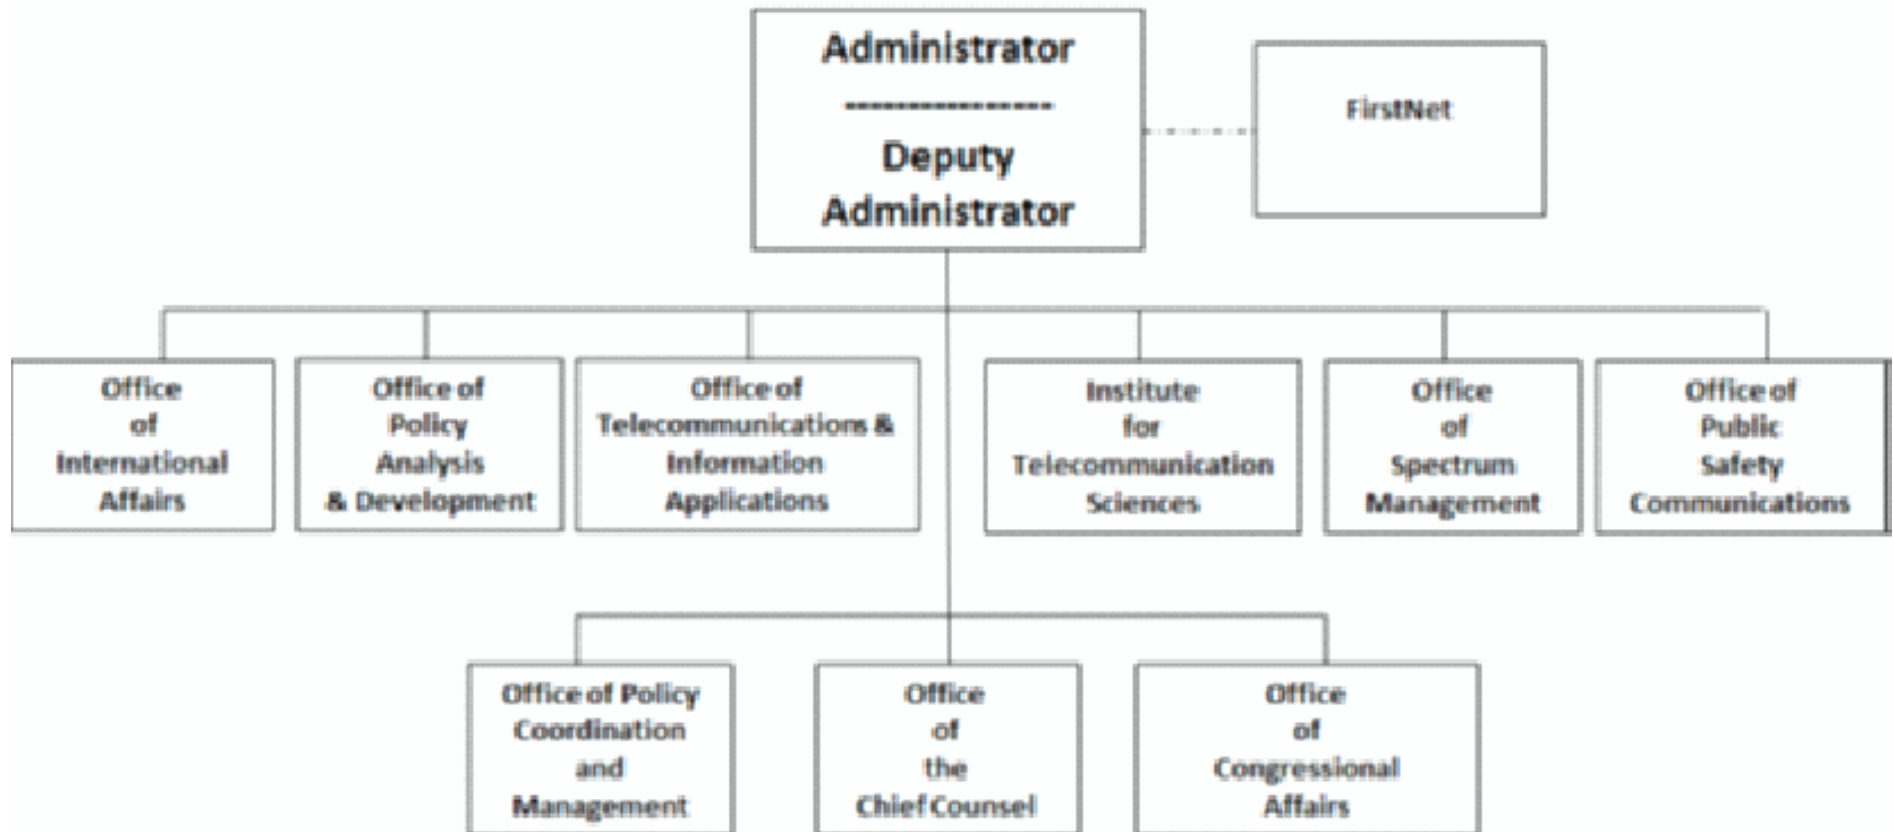 Administrator
----------------
Deputy
Administrator
FirstNet
Office
of
International
Affairs
Office of
Policy
Analysis
& Development
Office of
Telecommunications &
Information
Applications
Institute
for
Telecommunication
Sciences
Office
of
Spectrum
Management
Office of
Public
Safety
Communications
Office of Policy
Coordination
and
Management
Office
of
the
Chief Counsel
Office
of
Congressional
Affairs